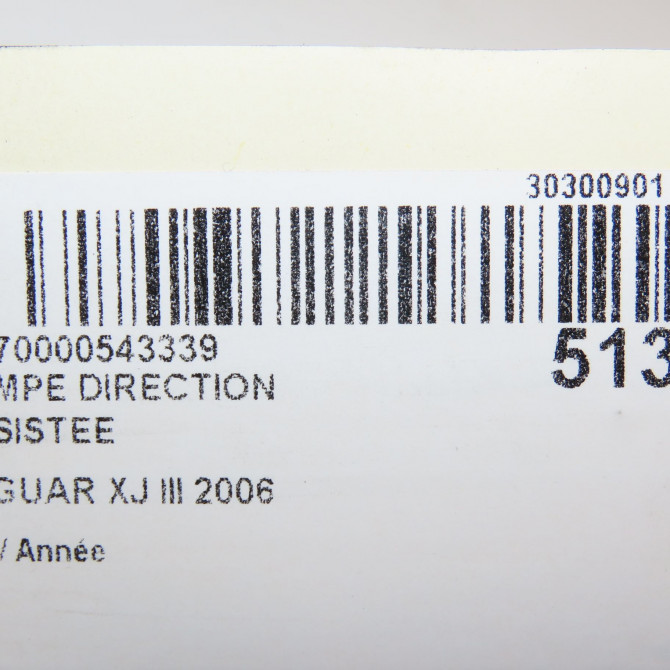 30300901
70000543339
513
MPE DIRECTION
SISTEE
GUAR XJ III 2006
/ Année